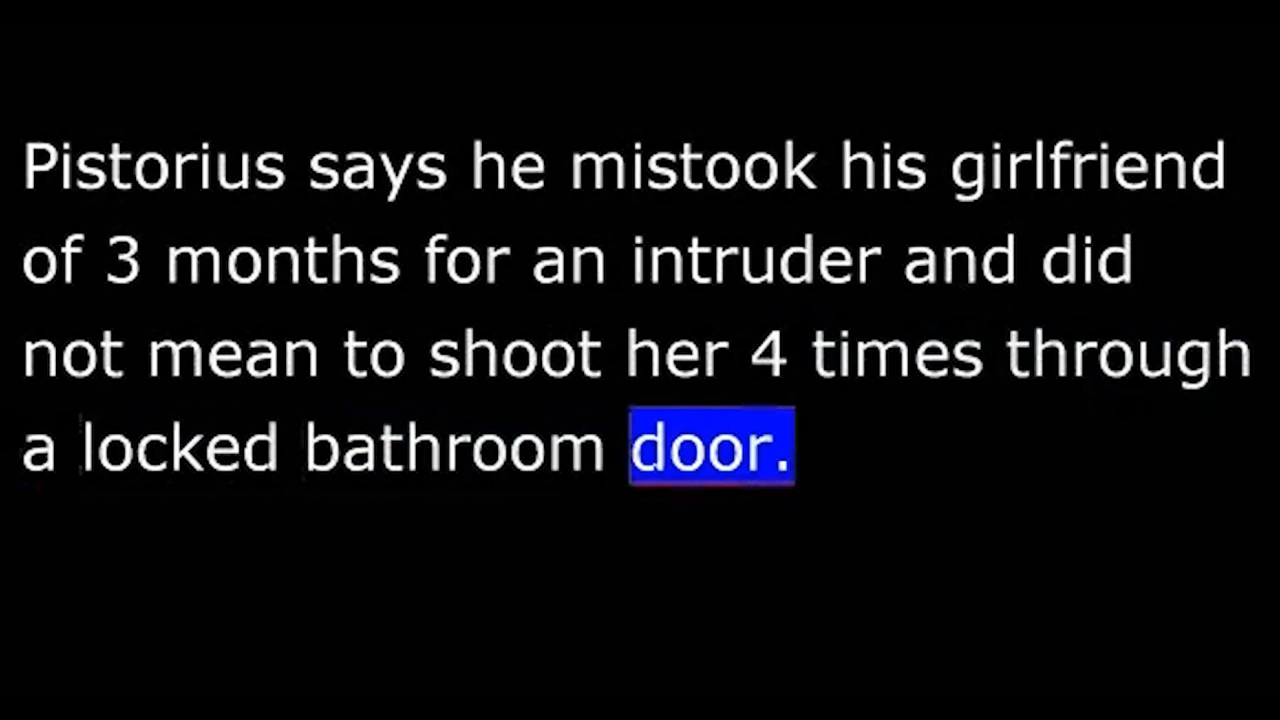 Pistorius says he mistook his girlfriend
of 3 months for an intruder and did
not mean to shoot her 4 times through
a locked bathroom door.